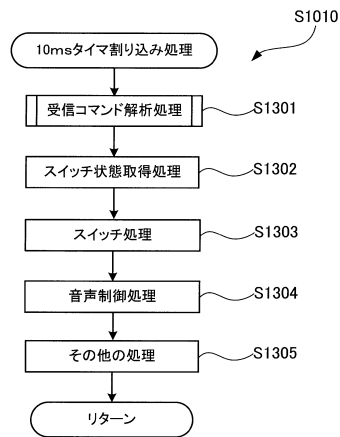 S1010
10msタイマ割り込み処理
受信コマンド解析処理 S1301
スイッチ状態取得処理 S1302
スイッチ処理 S1303
音声制御処理 S1304
その他の処理 S1305
リターン